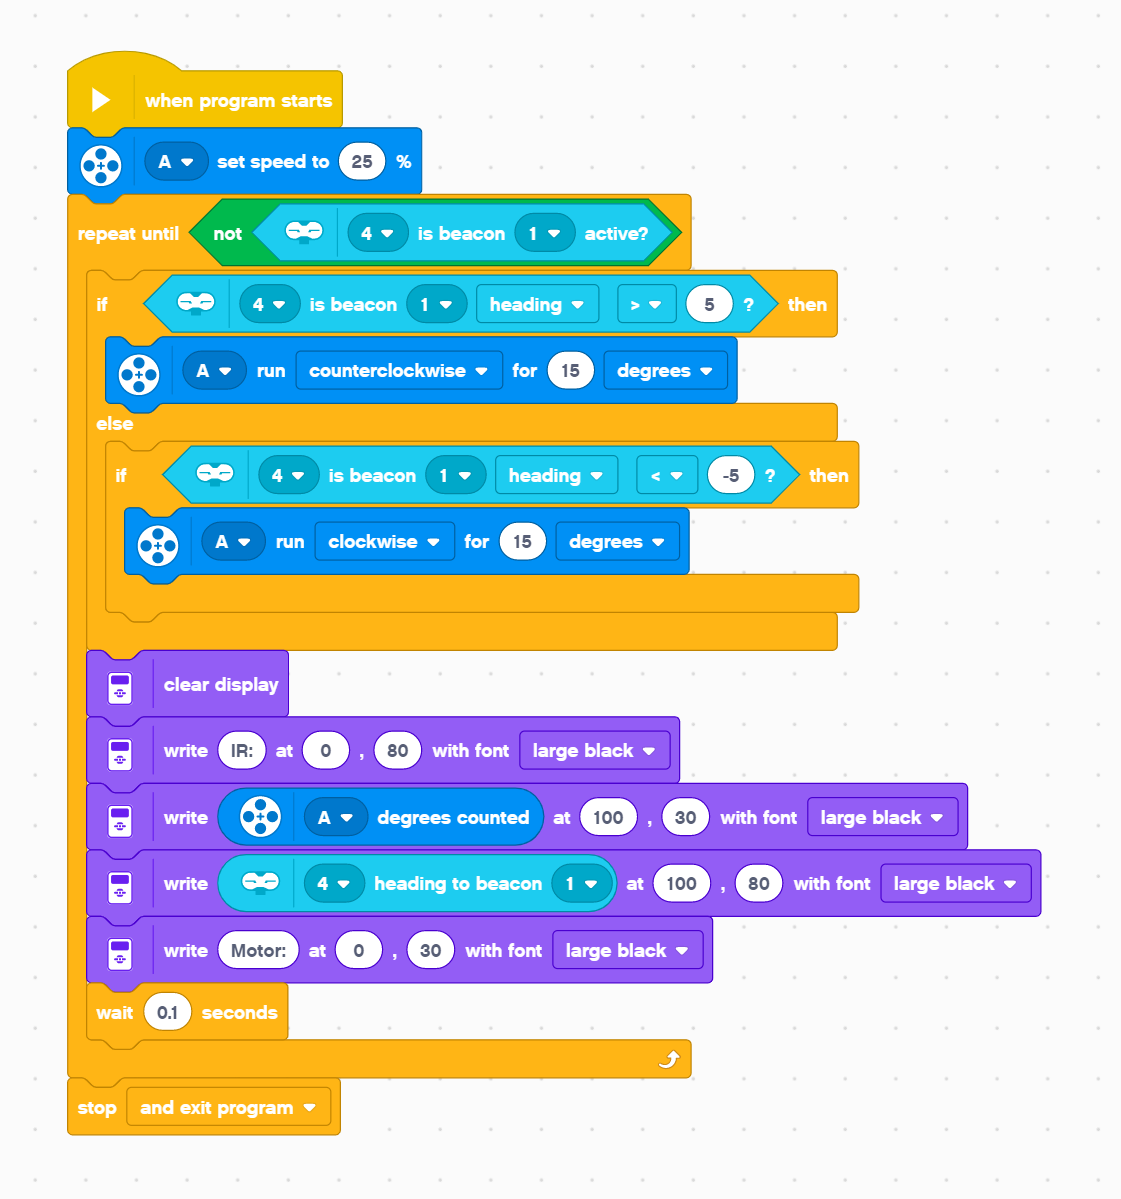 when program starts
A set speed to 25 %
repeat until not 4 is beacon 1 active?
if 4 is beacon 1 heading > 5 ? then
A run counterclockwise for 15 degrees
else
if 4 is beacon 1 heading < -5 ? then
A run clockwise for 15 degrees
clear display
write IR: at 0 , 80 with font large black
write A degrees counted at 100 , 30 with font large black
write 4 heading to beacon 1 at 100 , 80 with font large black
write Motor: at 0 , 30 with font large black
wait 0.1 seconds
stop and exit program